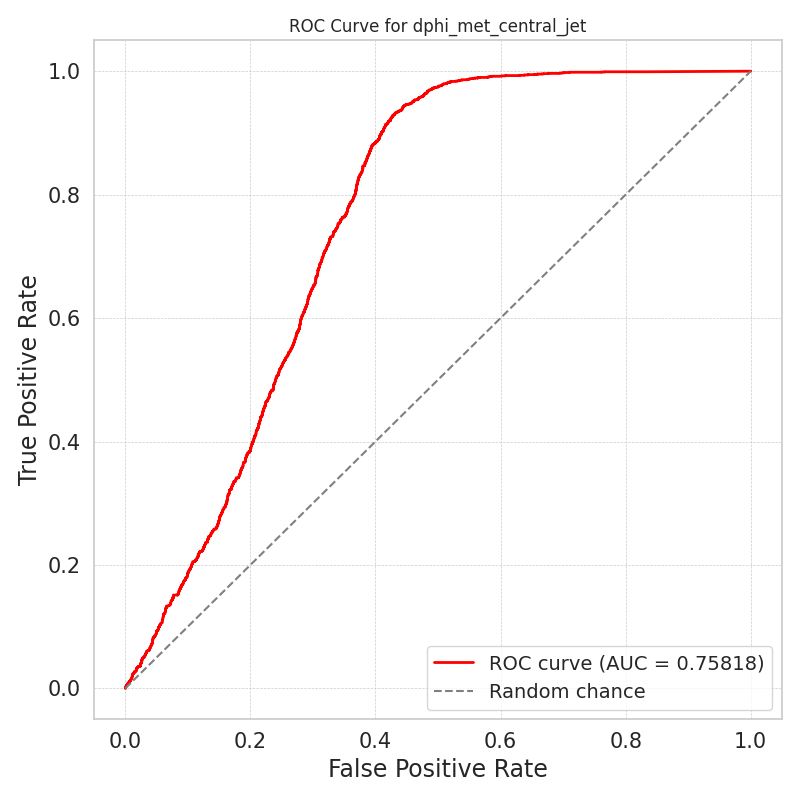 ROC Curve for dphi_met_central_jet
True Positive Rate
1.0
0.8
0.6
0.4
0.2
0.0
ROC curve (AUC = 0.75818)
Random chance
0.0 0.2 0.4 0.6 0.8 1.0
False Positive Rate